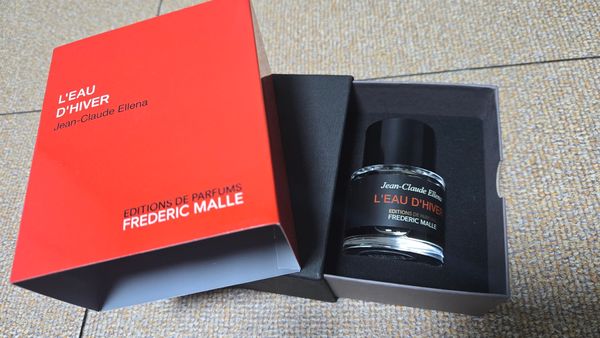 L'EAU
D'HIVER
Jean-Claude Ellena
EDITIONS DE PARFUMS
FREDERIC MALLE
Jean-Claude Ellena
L'EAU D'HIVER
EDITIONS DE PARFUMS
FREDERIC MALLE